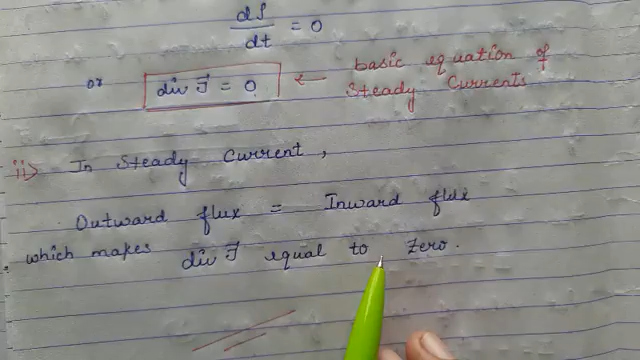 dρ/dt = 0
or div J⃗ = 0 ← basic equation of
Steady Currents
ii) In Steady Current,
Outward flux = Inward flux
which makes div J⃗ equal to Zero.